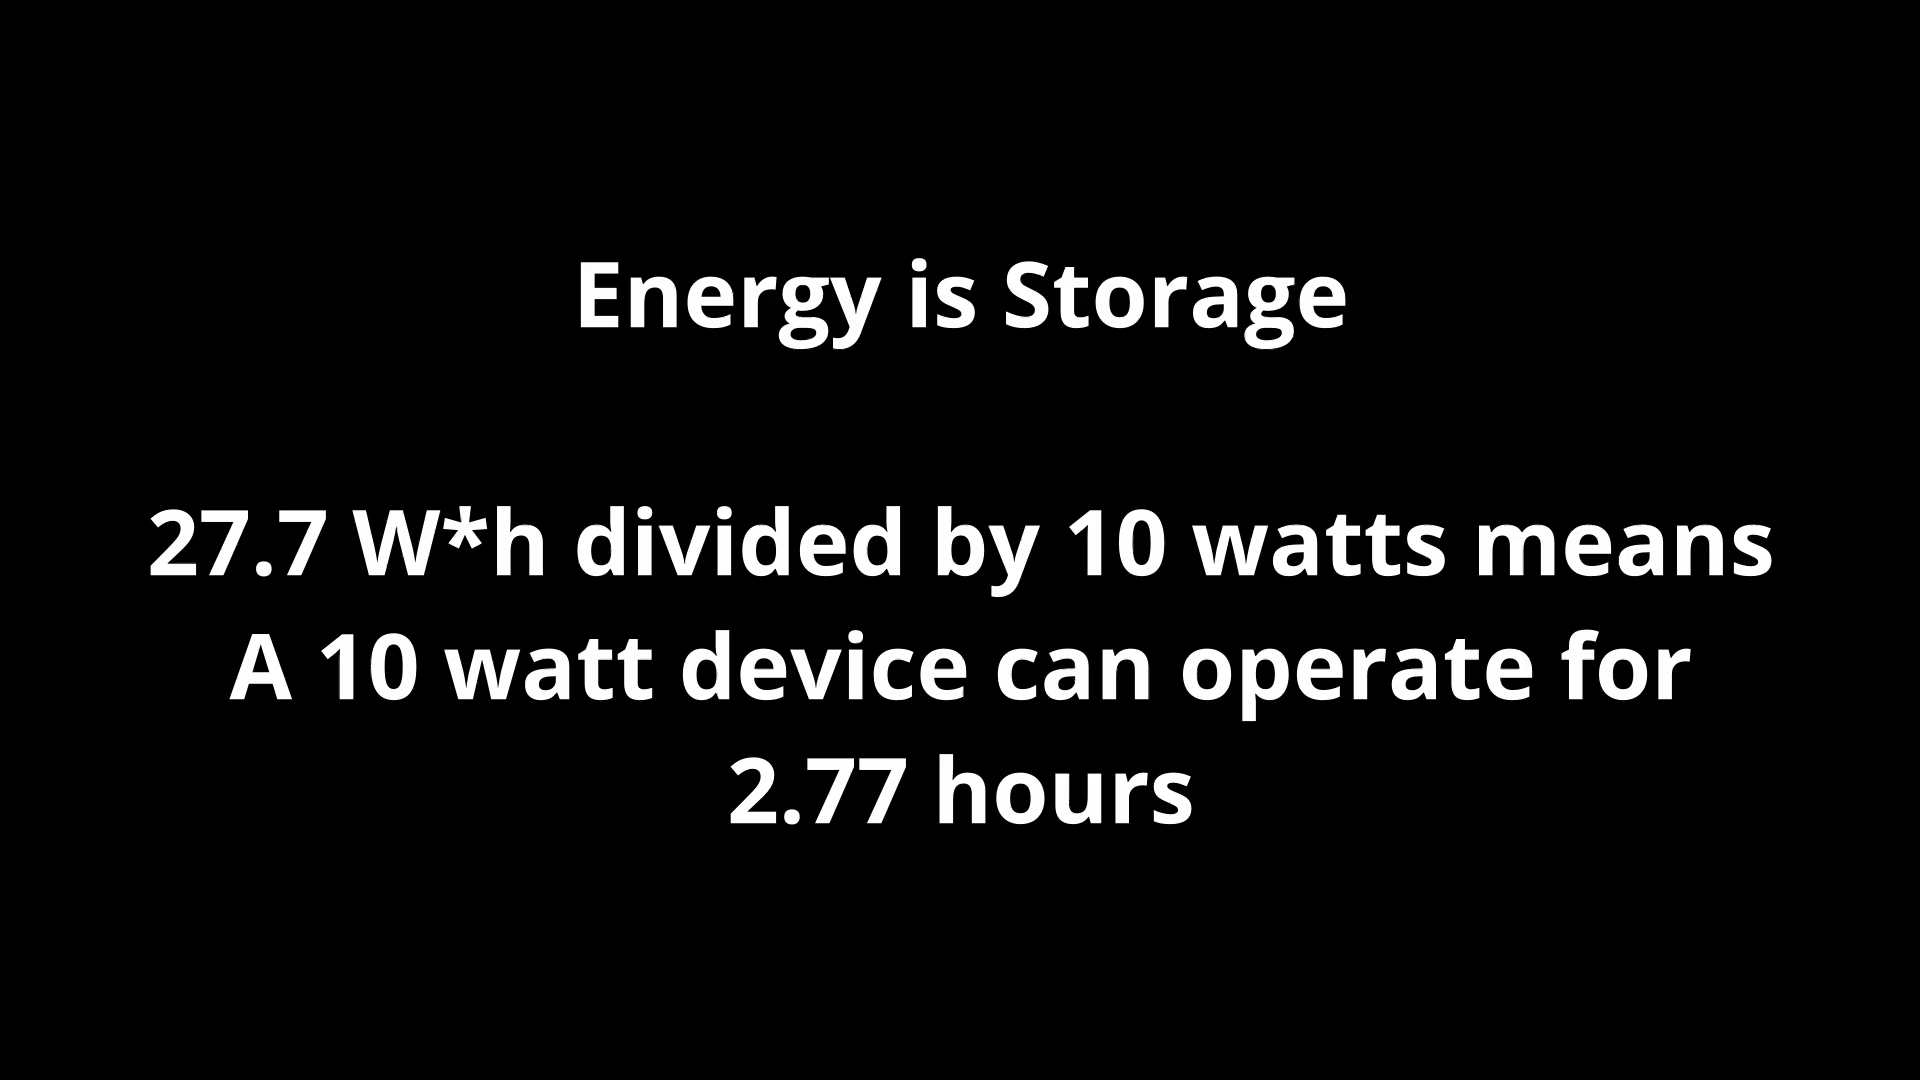 Energy is Storage
27.7 W*h divided by 10 watts means
A 10 watt device can operate for
2.77 hours